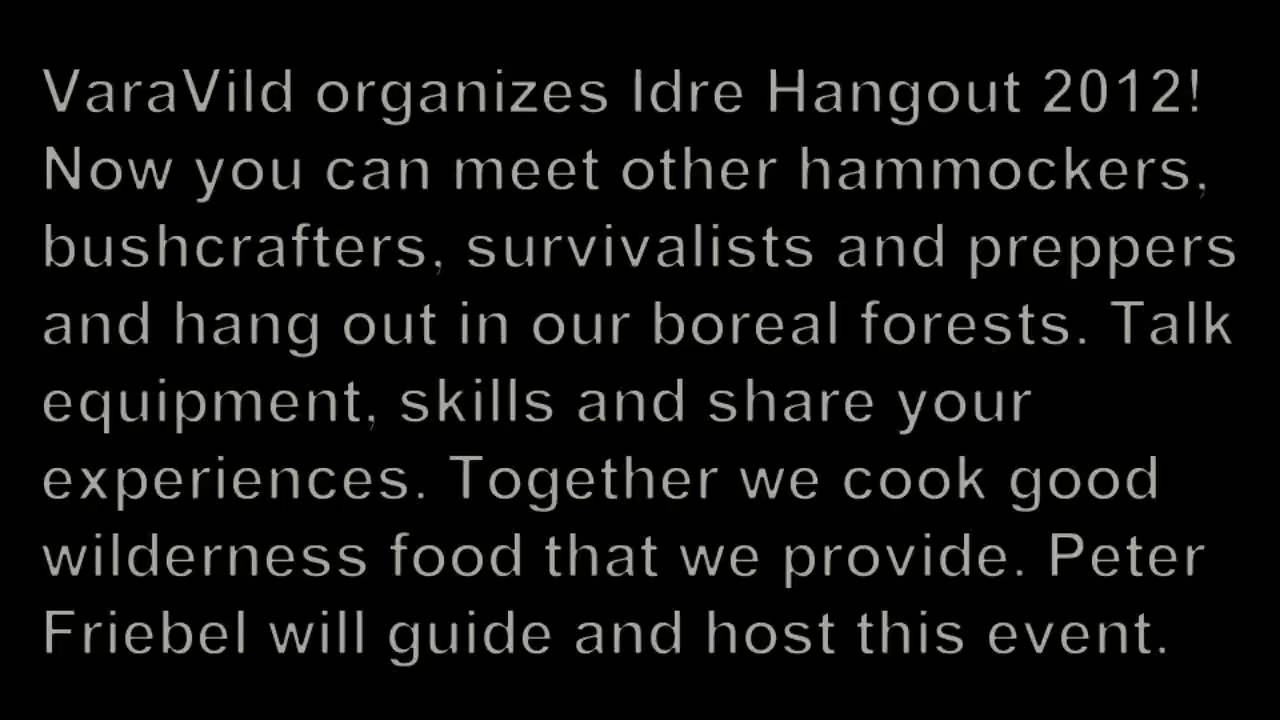 VaraVild organizes Idre Hangout 2012!
Now you can meet other hammockers,
bushcrafters, survivalists and preppers
and hang out in our boreal forests. Talk
equipment, skills and share your
experiences. Together we cook good
wilderness food that we provide. Peter
Friebel will guide and host this event.